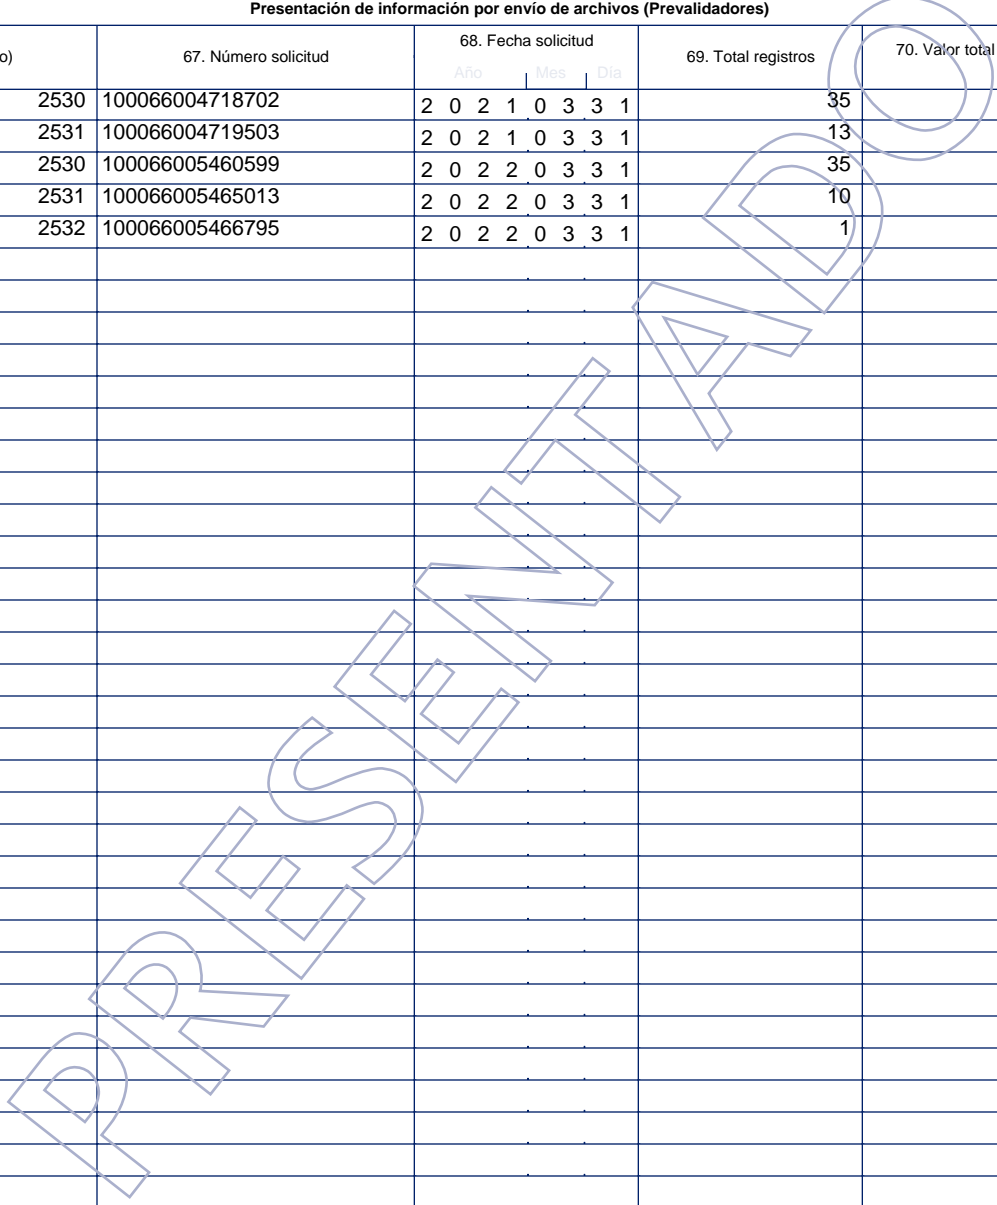 Presentación de información por envío de archivos (Prevalidadores)
o) 67. Número solicitud 68. Fecha solicitud 69. Total registros 70. Valor total
Año Mes Día
2530 100066004718702 2 0 2 1 0 3 3 1 35
2531 100066004719503 2 0 2 1 0 3 3 1 13
2530 100066005460599 2 0 2 2 0 3 3 1 35
2531 100066005465013 2 0 2 2 0 3 3 1 10
2532 100066005466795 2 0 2 2 0 3 3 1 1
PRESENTADO